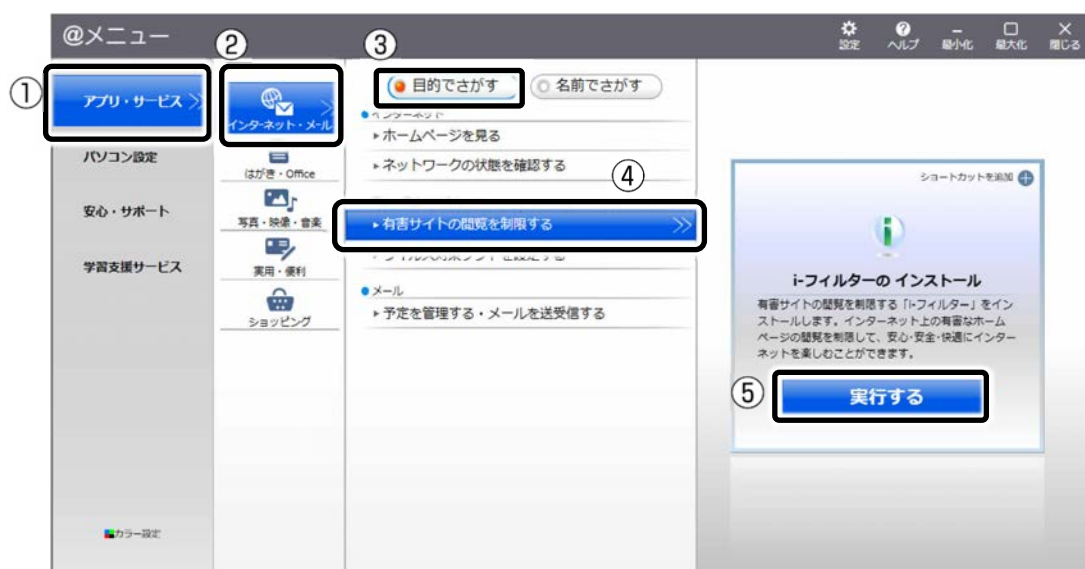 @メニュー
設定
ヘルプ
最小化
最大化
閉じる
①
アプリ・サービス
パソコン設定
安心・サポート
学習支援サービス
カラー設定
②
インターネット・メール
はがき・Office
写真・映像・音楽
実用・便利
ショッピング
③
目的でさがす
名前でさがす
インターネット
ホームページを見る
ネットワークの状態を確認する
④
有害サイトの閲覧を制限する
メール
予定を管理する・メールを送受信する
ショートカットを追加
i-フィルターの インストール
有害サイトの閲覧を制限する「i-フィルター」をイン
ストールします。インターネット上の有害なホーム
ページの閲覧を制限して、安心・安全・快適にインター
ネットを楽しむことができます。
⑤
実行する